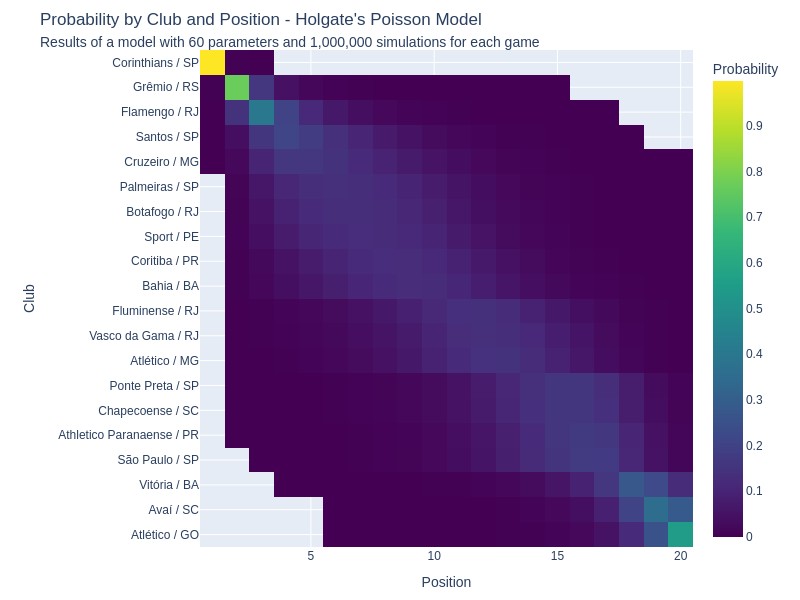 Probability by Club and Position - Holgate's Poisson Model
Results of a model with 60 parameters and 1,000,000 simulations for each game
Probability
Corinthians / SP
Grêmio / RS
Flamengo / RJ
Santos / SP
Cruzeiro / MG
Palmeiras / SP
Botafogo / RJ
Sport / PE
Coritiba / PR
Bahia / BA
Fluminense / RJ
Vasco da Gama / RJ
Atlético / MG
Ponte Preta / SP
Chapecoense / SC
Athletico Paranaense / PR
São Paulo / SP
Vitória / BA
Avaí / SC
Atlético / GO
Club
5
10
15
20
Position
0.9
0.8
0.7
0.6
0.5
0.4
0.3
0.2
0.1
0